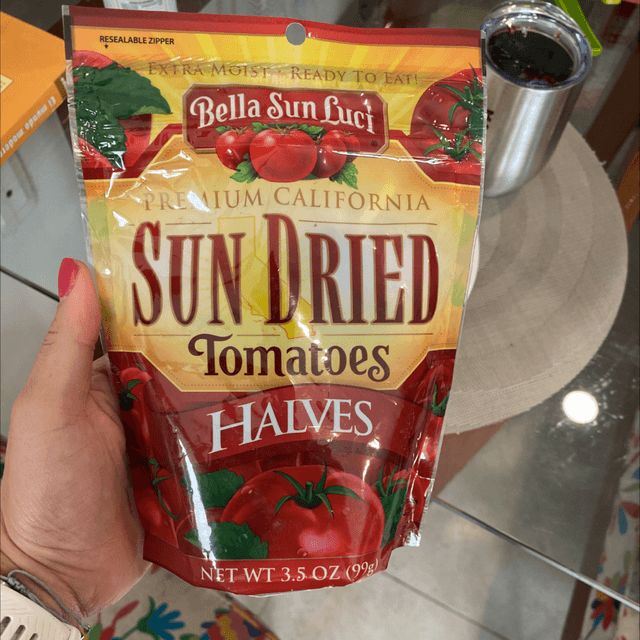 RESEALABLE ZIPPER
EXTRA MOIST - READY TO EAT!
Bella Sun Luci
PREMIUM CALIFORNIA
SUN DRIED
Tomatoes
HALVES
NET WT 3.5 OZ (99g)